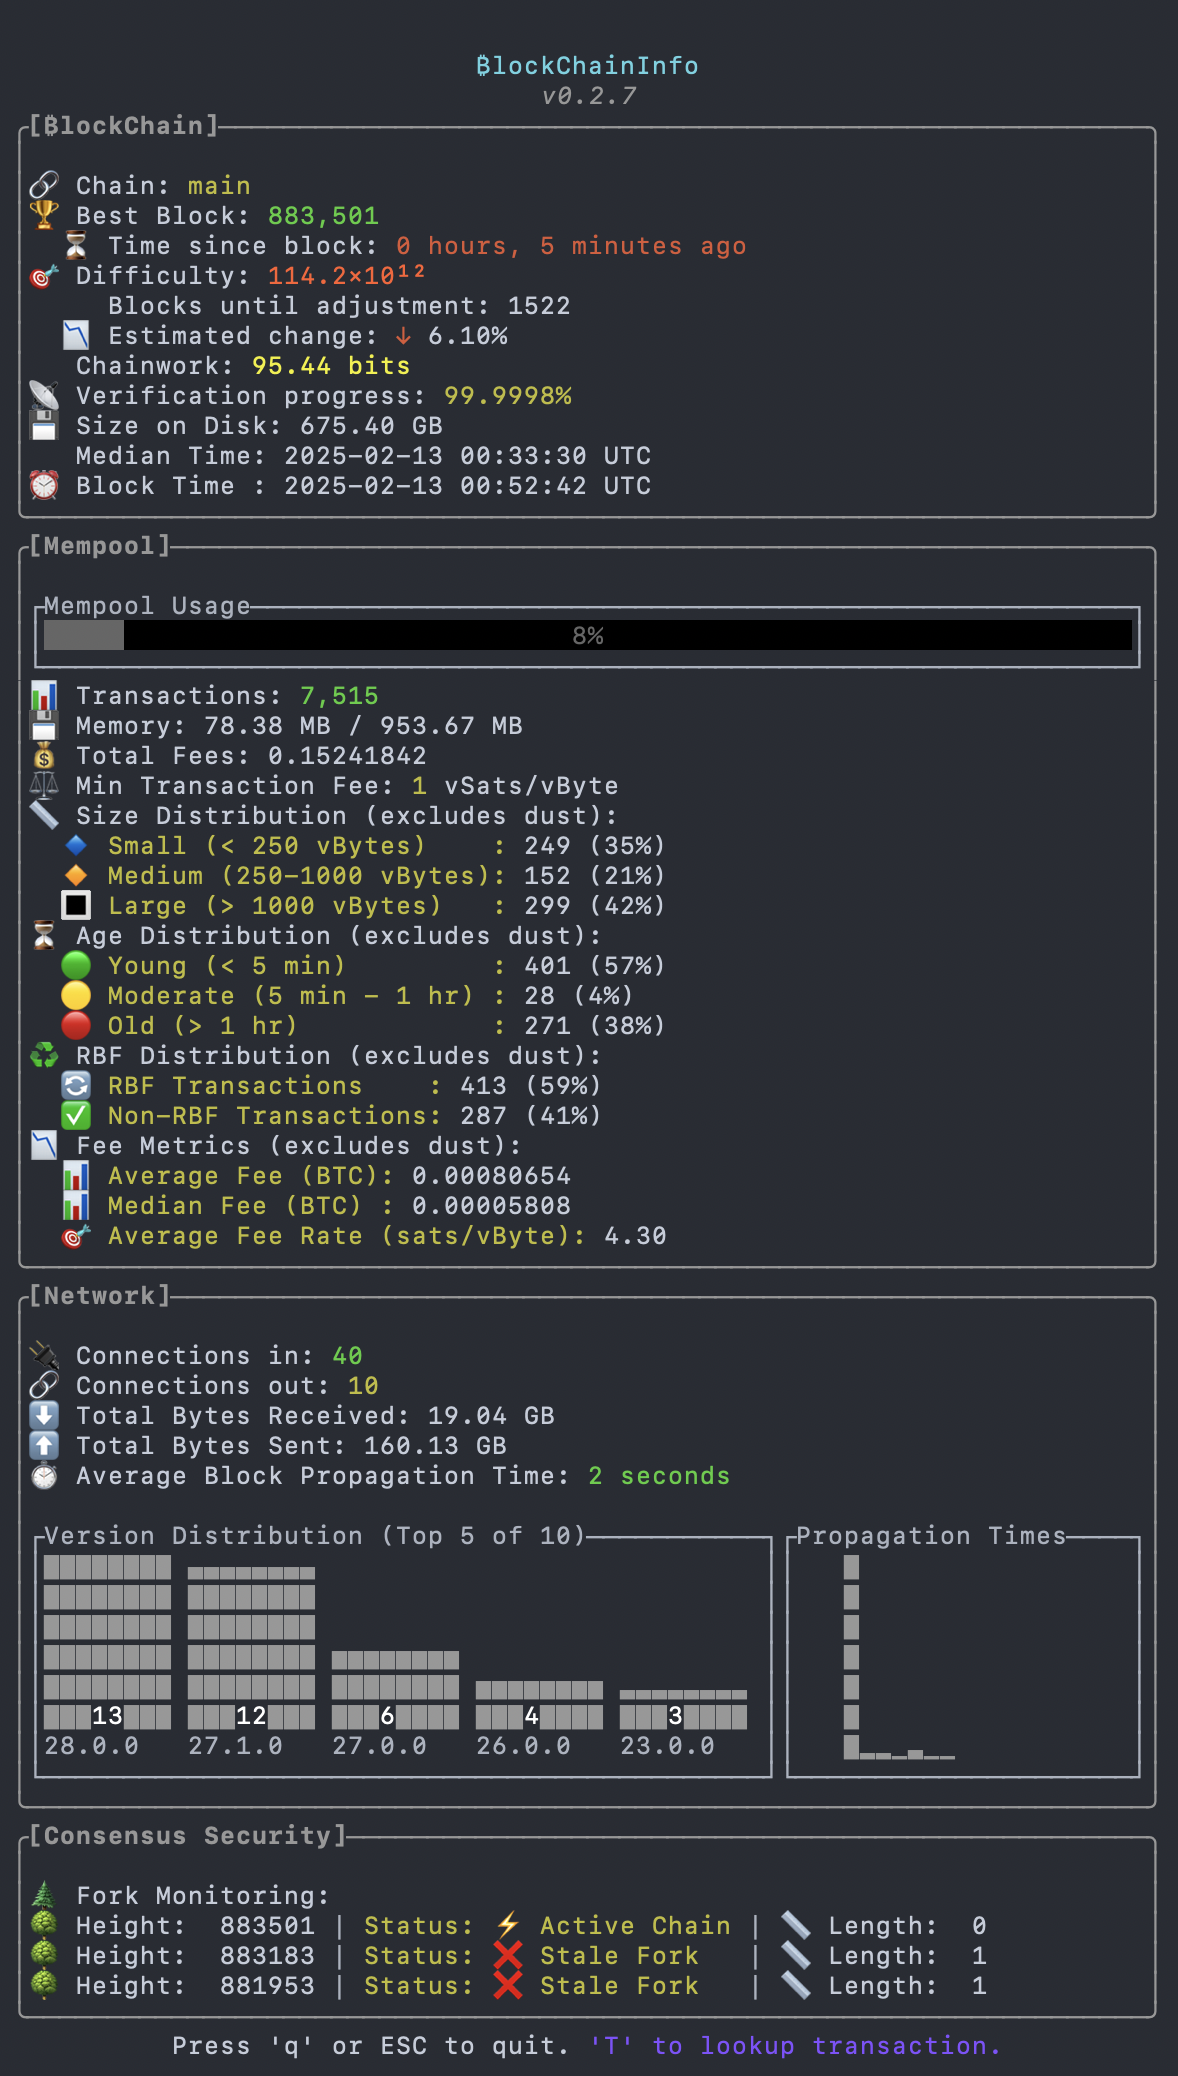 ₿lockChainInfo
v0.2.7
[₿lockChain]
🔗 Chain: main
🏆 Best Block: 883,501
⏳ Time since block: 0 hours, 5 minutes ago
🎯 Difficulty: 114.2×10¹²
Blocks until adjustment: 1522
📉 Estimated change: ↓ 6.10%
Chainwork: 95.44 bits
📡 Verification progress: 99.9998%
💾 Size on Disk: 675.40 GB
Median Time: 2025-02-13 00:33:30 UTC
⏰ Block Time : 2025-02-13 00:52:42 UTC
[Mempool]
Mempool Usage
8%
📊 Transactions: 7,515
💾 Memory: 78.38 MB / 953.67 MB
💰 Total Fees: 0.15241842
⚖️ Min Transaction Fee: 1 vSats/vByte
📏 Size Distribution (excludes dust):
🔹 Small (< 250 vBytes)    : 249 (35%)
🔸 Medium (250-1000 vBytes): 152 (21%)
🔳 Large (> 1000 vBytes)   : 299 (42%)
⏳ Age Distribution (excludes dust):
🟢 Young (< 5 min)         : 401 (57%)
🟡 Moderate (5 min - 1 hr) : 28 (4%)
🔴 Old (> 1 hr)            : 271 (38%)
♻️ RBF Distribution (excludes dust):
🔄 RBF Transactions    : 413 (59%)
✅ Non-RBF Transactions: 287 (41%)
📉 Fee Metrics (excludes dust):
📊 Average Fee (BTC): 0.00080654
📊 Median Fee (BTC) : 0.00005808
🎯 Average Fee Rate (sats/vByte): 4.30
[Network]
🔌 Connections in: 40
🔗 Connections out: 10
⬇️ Total Bytes Received: 19.04 GB
⬆️ Total Bytes Sent: 160.13 GB
⏱️ Average Block Propagation Time: 2 seconds
Version Distribution (Top 5 of 10)
13 12 6 4 3
28.0.0 27.1.0 27.0.0 26.0.0 23.0.0
Propagation Times
[Consensus Security]
🌲 Fork Monitoring:
🌳 Height:  883501 | Status: ⚡ Active Chain | 📏 Length:  0
🌳 Height:  883183 | Status: ❌ Stale Fork   | 📏 Length:  1
🌳 Height:  881953 | Status: ❌ Stale Fork   | 📏 Length:  1
Press 'q' or ESC to quit. 'T' to lookup transaction.